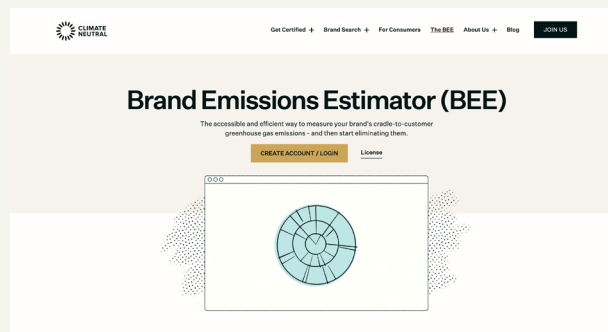 CLIMATE
NEUTRAL
Get Certified + Brand Search + For Consumers The BEE About Us + Blog JOIN US
Brand Emissions Estimator (BEE)
The accessible and efficient way to measure your brand's cradle-to-customer
greenhouse gas emissions - and then start eliminating them.
CREATE ACCOUNT / LOGIN License